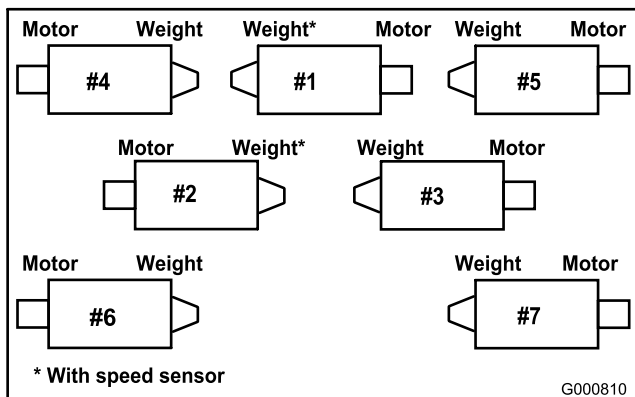 Motor Weight Weight* Motor Weight Motor
#4 #1 #5
Motor Weight* Weight Motor
#2 #3
Motor Weight Weight Motor
#6 #7
* With speed sensor
G000810